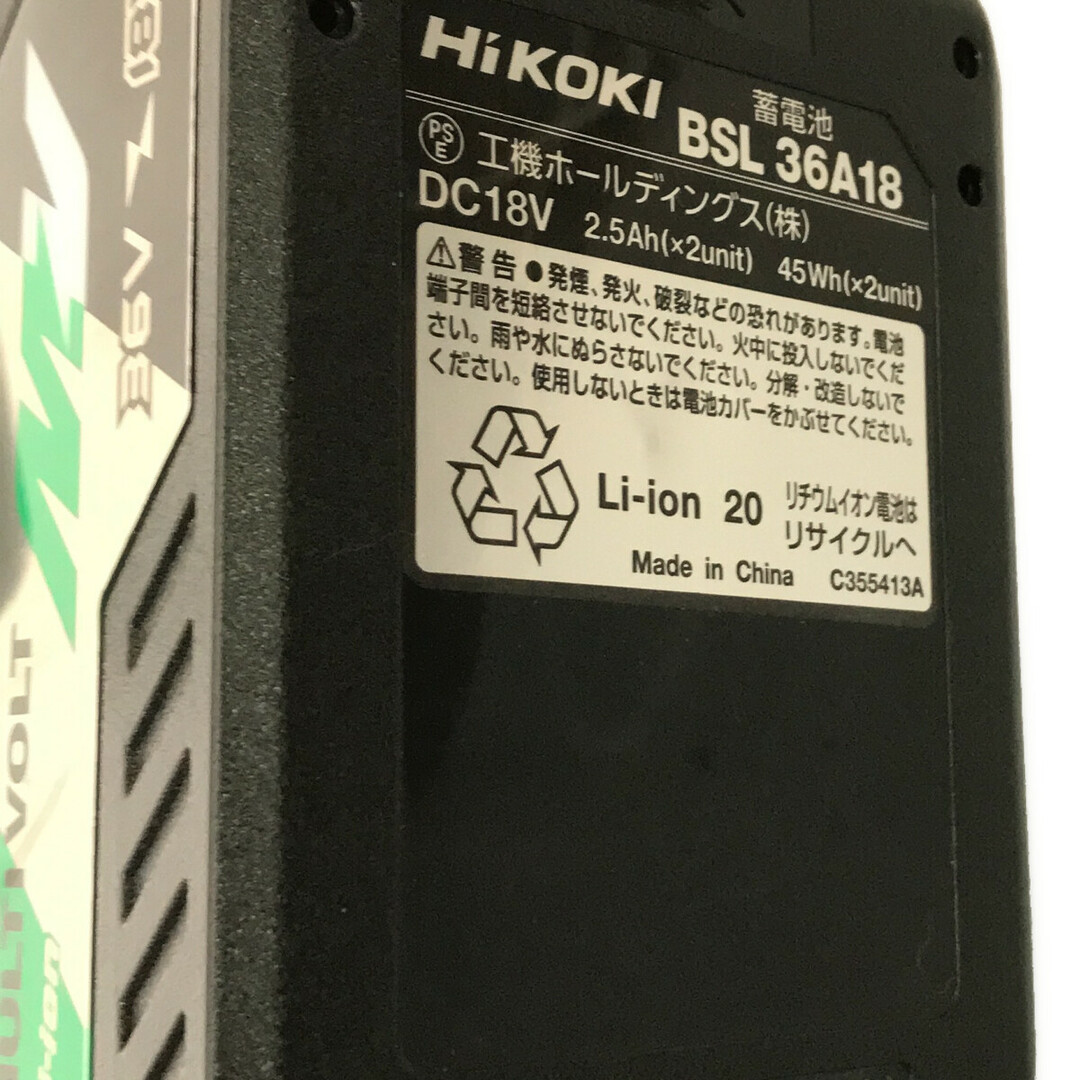 HiKOKI
蓄電池
BSL 36A18
PS
E
工機ホールディングス(株)
DC18V 2.5Ah(×2unit) 45Wh(×2unit)
⚠警告 ●発煙、発火、破裂などの恐れがあります。電池
端子間を短絡させないでください。火中に投入しないでくだ
さい。雨や水にぬらさないでください。分解・改造しないで
ください。使用しないときは電池カバーをかぶせてください。
Li-ion 20
リチウムイオン電池は
リサイクルへ
Made in China C355413A
36V
18
MULTI VOLT
Li-ion